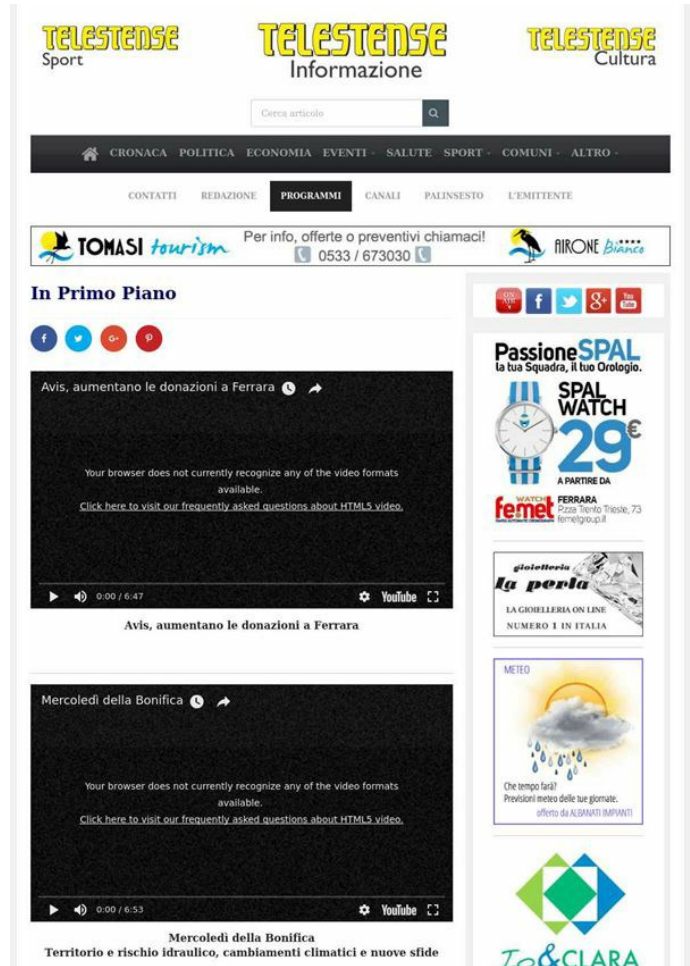 TELESTENSE
Sport
TELESTENSE
Informazione
TELESTENSE
Cultura
Cerca articolo
CRONACA POLITICA ECONOMIA EVENTI SALUTE SPORT COMUNI ALTRO
CONTATTI REDAZIONE PROGRAMMI CANALI PALINSESTO L'EMITTENTE
TOMASI tourism
Per info, offerte o preventivi chiamaci!
0533 / 673030
AIRONE Bianco
In Primo Piano
ON AIR
You Tube
Avis, aumentano le donazioni a Ferrara
Your browser does not currently recognize any of the video formats
available.
Click here to visit our frequently asked questions about HTML5 video.
0:00 / 6:47
YouTube
Avis, aumentano le donazioni a Ferrara
Mercoledì della Bonifica
Your browser does not currently recognize any of the video formats
available.
Click here to visit our frequently asked questions about HTML5 video.
0:00 / 6:53
YouTube
Mercoledì della Bonifica
Territorio e rischio idraulico, cambiamenti climatici e nuove sfide
PassioneSPAL
la tua Squadra, il tuo Orologio.
SPAL
WATCH
29€
A PARTIRE DA
WATCH
femet
FERRARA
P.zza Trento Trieste, 73
femetgroup.it
gioielleria
la perla
LA GIOIELLERIA ON LINE
NUMERO 1 IN ITALIA
METEO
Che tempo farà?
Previsioni meteo delle tue giornate.
offerto da ALBANATI IMPIANTI
Io&CLARA